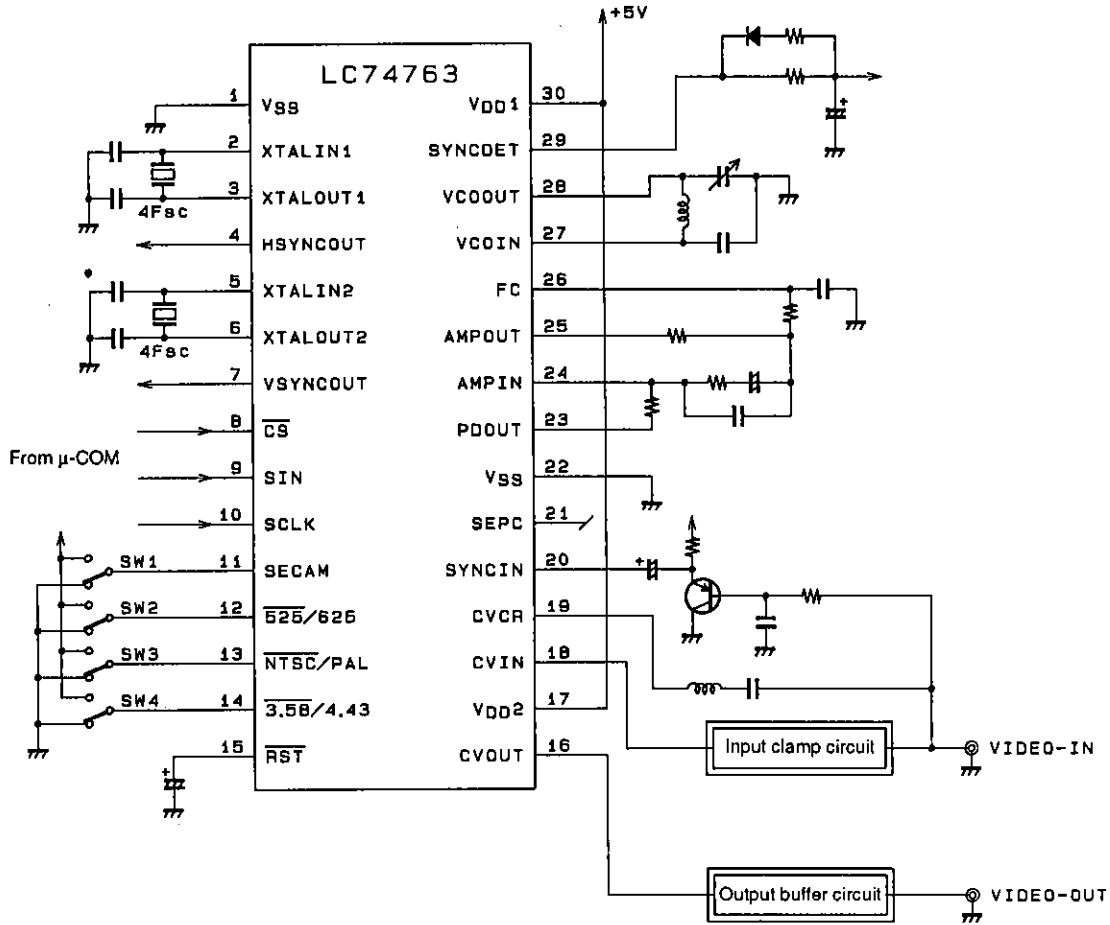 +5V
LC74763
1 VSS
2 XTALIN1
3 XTALOUT1
4Fsc
4 HSYNCOUT
5 XTALIN2
6 XTALOUT2
4Fsc
7 VSYNCOUT
8 CS
From μ-COM
9 SIN
10 SCLK
SW1 11 SECAM
SW2 12 525/625
SW3 13 NTSC/PAL
SW4 14 3.58/4.43
15 RST
+
VDD1 30
SYNCDET 29
+
VCOOUT 28
VCOIN 27
FC 26
AMPOUT 25
AMPIN 24
PDOUT 23
VSS 22
SEPC 21
SYNCIN 20
+
CVCR 19
CVIN 18
VDD2 17
CVOUT 16
Input clamp circuit
VIDEO-IN
Output buffer circuit
VIDEO-OUT